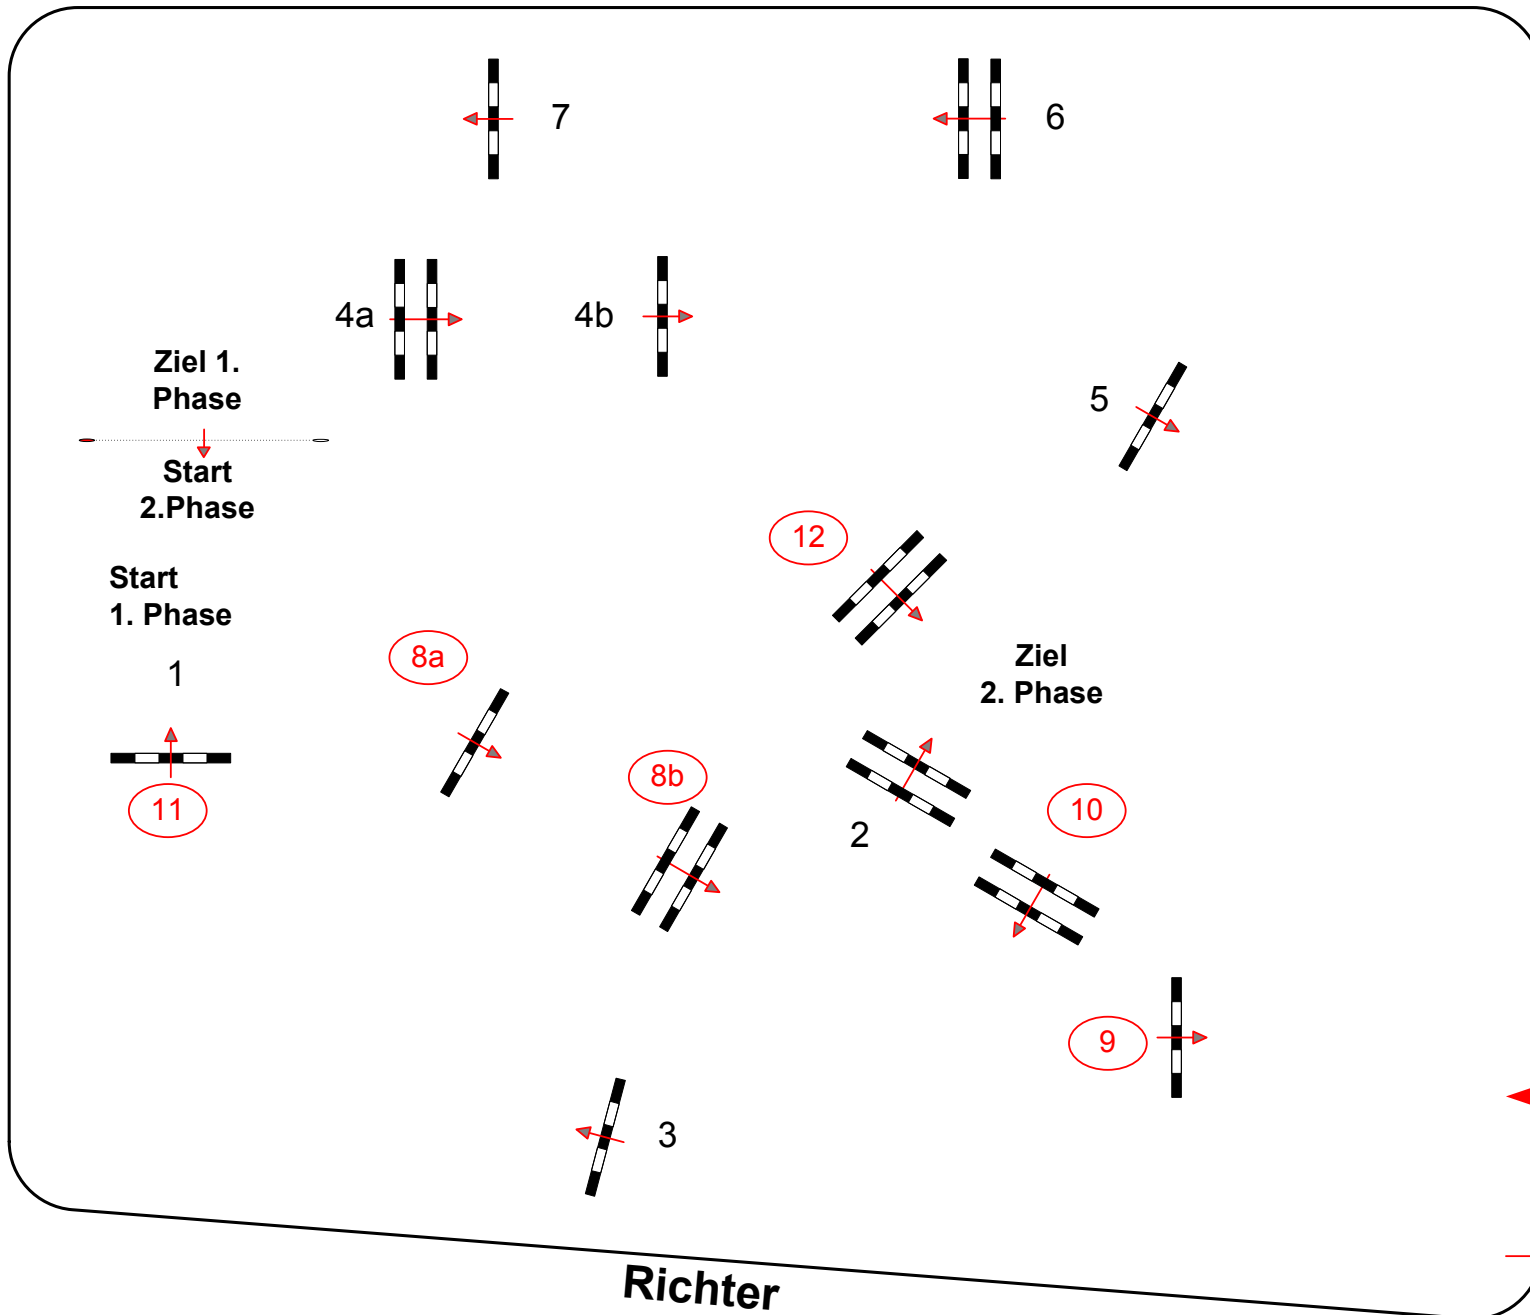 7
6
4a
4b
Ziel 1.
Phase
5
Start
2.Phase
12
Start
1. Phase
8a
Ziel
2. Phase
1
8b
10
11
2
9
3
Richter